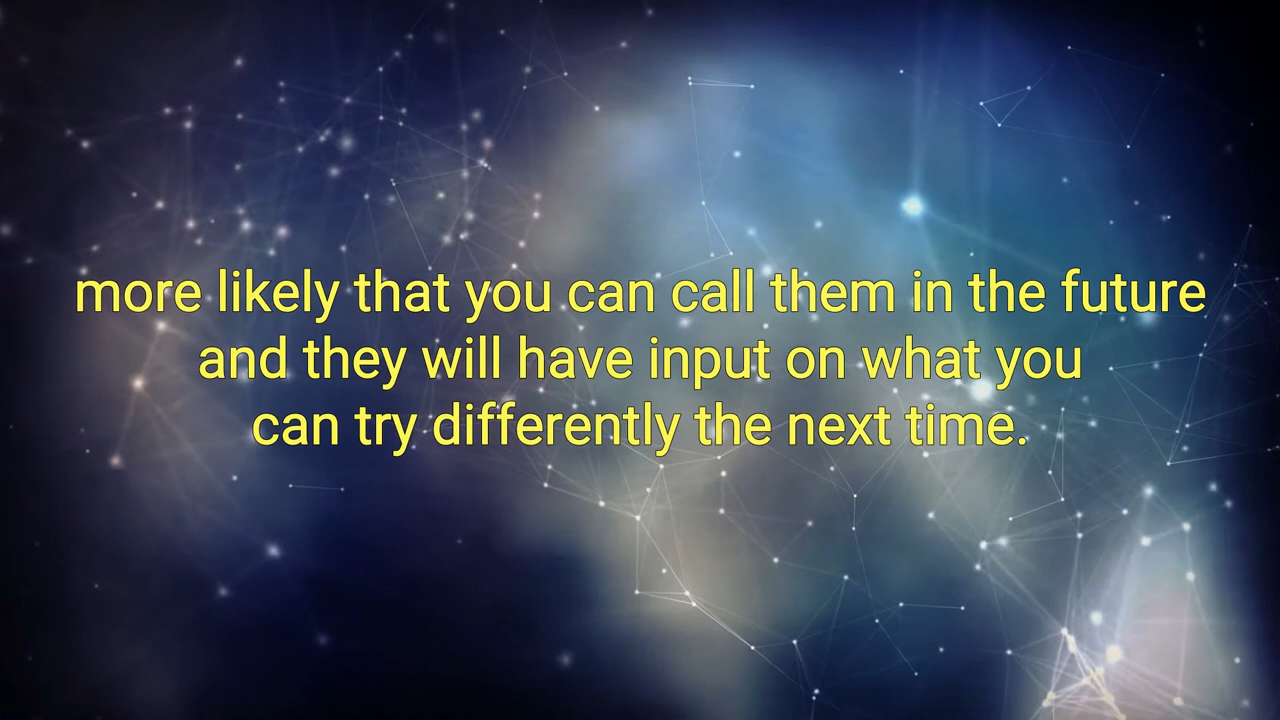 more likely that you can call them in the future
and they will have input on what you
can try differently the next time.